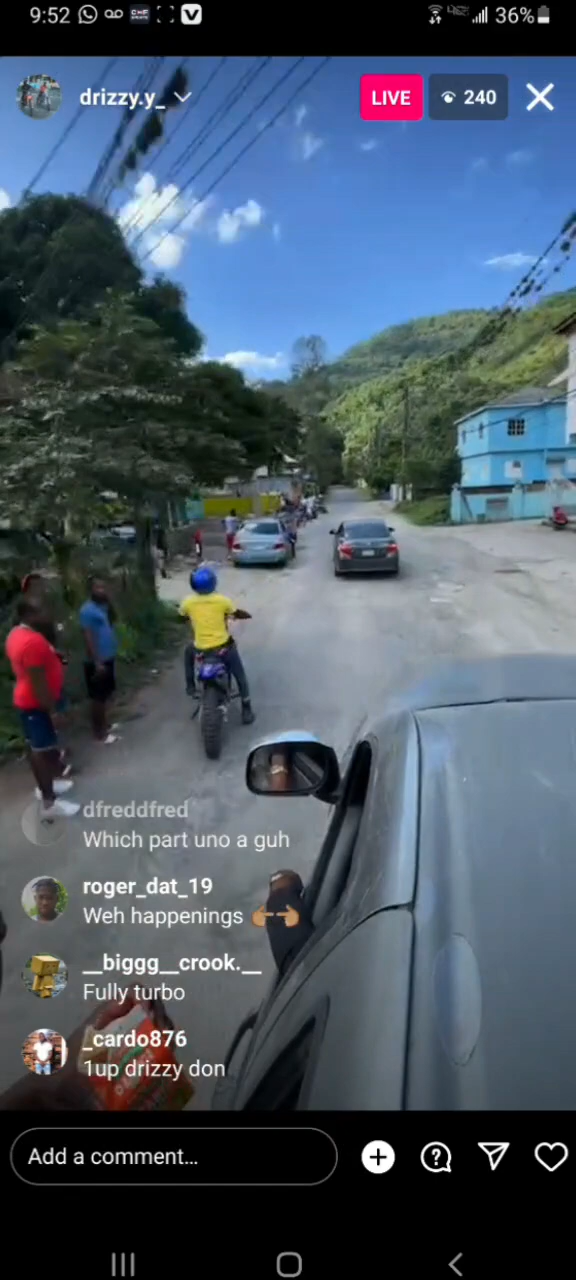 9:52
36%
drizzy.y_
LIVE
240
dfreddfred
Which part uno a guh
roger_dat_19
Weh happenings 👉🏽👈🏽
__biggg__crook.__
Fully turbo
_cardo876
1up drizzy don
Add a comment...